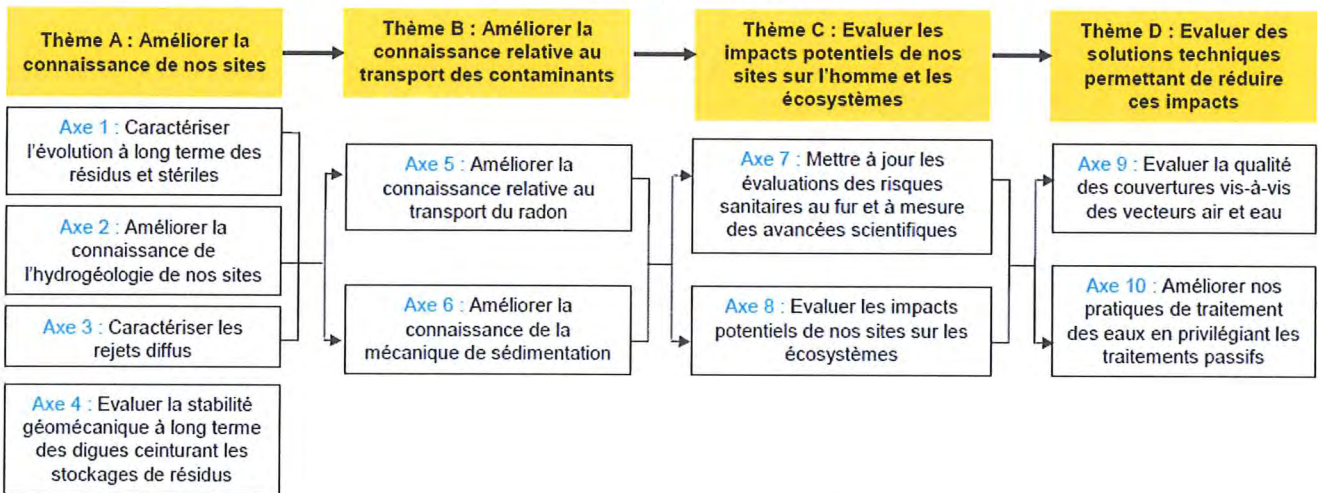 Thème A : Améliorer la
connaissance de nos sites
Thème B : Améliorer la
connaissance relative au
transport des contaminants
Thème C : Evaluer les
impacts potentiels de nos
sites sur l'homme et les
écosystèmes
Thème D : Evaluer des
solutions techniques
permettant de réduire
ces impacts
Axe 1 : Caractériser
l'évolution à long terme des
résidus et stériles
Axe 2 : Améliorer la
connaissance de
l'hydrogéologie de nos sites
Axe 3 : Caractériser les
rejets diffus
Axe 4 : Evaluer la stabilité
géomécanique à long terme
des digues ceinturant les
stockages de résidus
Axe 5 : Améliorer la
connaissance relative au
transport du radon
Axe 6 : Améliorer la
connaissance de la
mécanique de sédimentation
Axe 7 : Mettre à jour les
évaluations des risques
sanitaires au fur et à mesure
des avancées scientifiques
Axe 8 : Evaluer les impacts
potentiels de nos sites sur les
écosystèmes
Axe 9 : Evaluer la qualité
des couvertures vis-à-vis
des vecteurs air et eau
Axe 10 : Améliorer nos
pratiques de traitement
des eaux en privilégiant les
traitements passifs